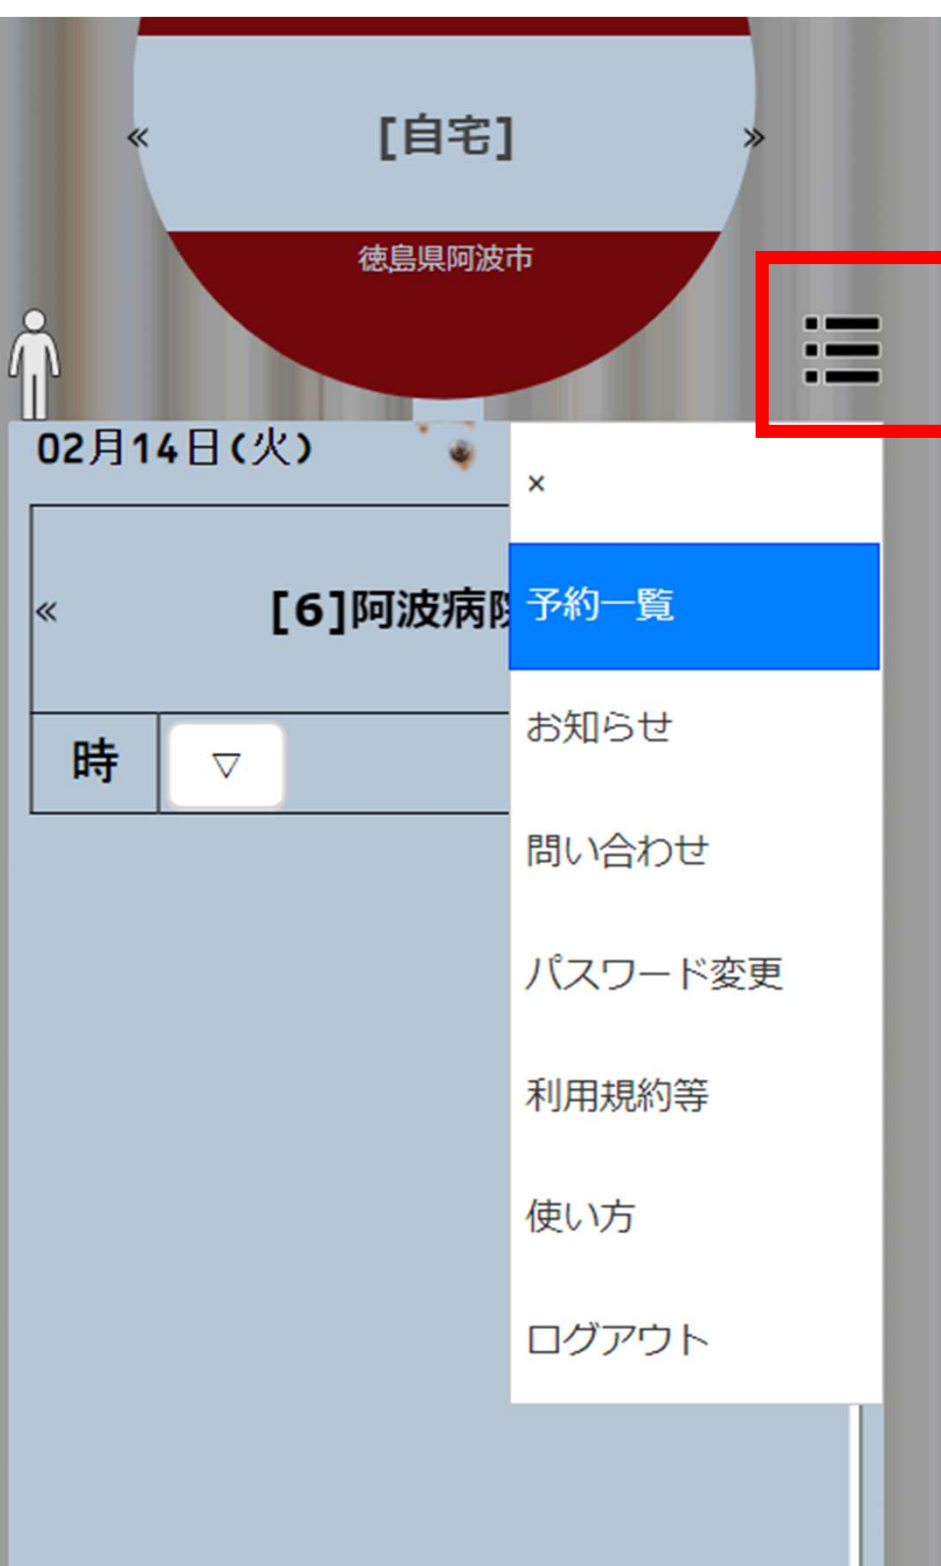 « [自宅] »
徳島県阿波市
02月14日(火)
×
« [6]阿波病院
時 ▽
予約一覧
お知らせ
問い合わせ
パスワード変更
利用規約等
使い方
ログアウト